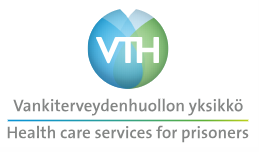 VTH
Vankiterveydenhuollon yksikkö
Health care services for prisoners